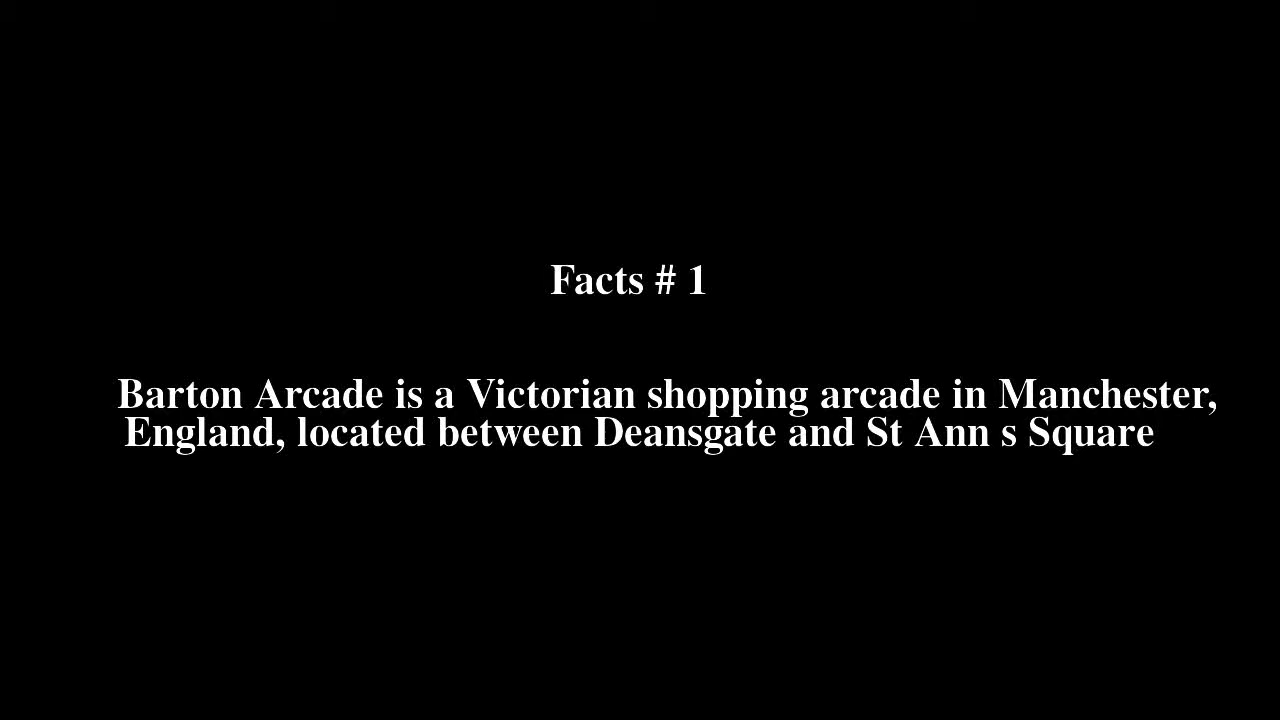 Facts # 1
Barton Arcade is a Victorian shopping arcade in Manchester,
England, located between Deansgate and St Ann s Square